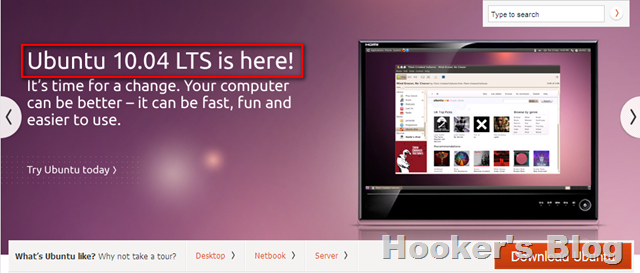 Type to search
Ubuntu 10.04 LTS is here!
It's time for a change. Your computer
can be better – it can be fast, fun and
easier to use.
Try Ubuntu today ›
What's Ubuntu like? Why not take a tour?
Desktop ›
Netbook ›
Server ›
Download Ubuntu
Hooker's Blog